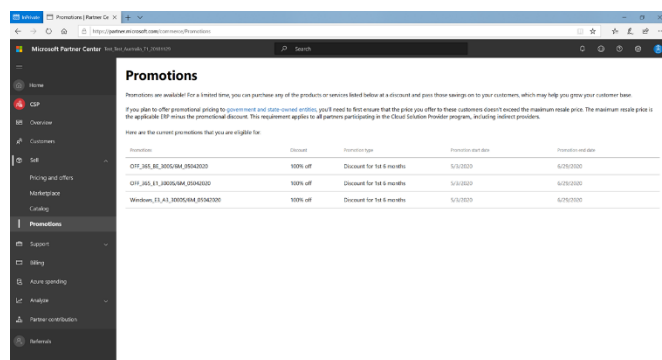 InPrivate
Promotions | Partner Ce
https://partner.microsoft.com/commerce/Promotions
Microsoft Partner Center
Search
Home
CSP
Overview
Customers
Sell
Pricing and offers
Marketplace
Catalog
Promotions
Support
Billing
Azure spending
Analyze
Partner contribution
Referrals
Promotions
Promotions are available! For a limited time, you can purchase any of the products or services listed below at a discount and pass those savings on to your customers, which may help you grow your customer base.
If you plan to offer promotional pricing to government and state-owned entities, you'll need to first ensure that the price you offer to these customers doesn't exceed the maximum resale price. The maximum resale price is
the applicable ERP minus the promotional discount. This requirement applies to all partners participating in the Cloud Solution Provider program, including indirect providers.
Here are the current promotions that you are eligible for:
Promotions Discount Promotion type Promotion start date Promotion end date
OFF_365_BE_300S/6M_05042020 100% off Discount for 1st 6 months 5/3/2020 6/29/2020
OFF_365_E1_3000S/6M_05042020 100% off Discount for 1st 6 months 5/3/2020 6/29/2020
Windows_E3_A3_3000S/6M_05042020 100% off Discount for 1st 6 months 5/3/2020 6/29/2020